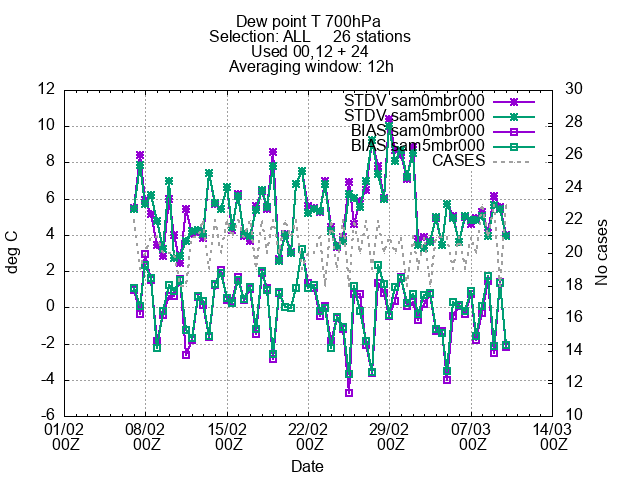 Dew point T 700hPa
Selection: ALL 26 stations
Used 00,12 + 24
Averaging window: 12h
12 30
STDV sam0mbr000
10 28
STDV sam5mbr000
BIAS sam0mbr000
BIAS sam5mbr000
8 26
CASES
6 24
4 22
2 20
0 18
-2 16
-4 14
-6 12
10
deg C
No cases
01/02 08/02 15/02 22/02 29/02 07/03 14/03
00Z 00Z 00Z 00Z 00Z 00Z 00Z
Date